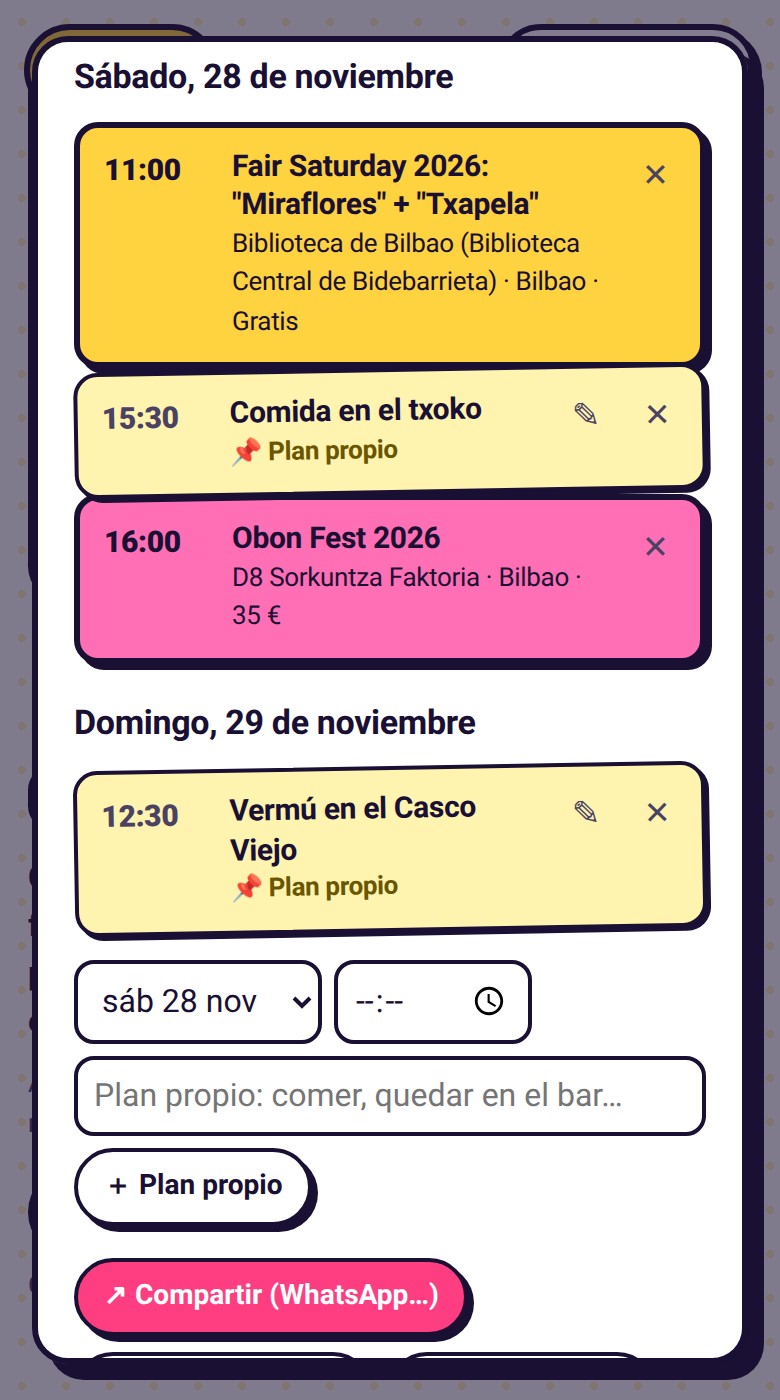 Sábado, 28 de noviembre
11:00
Fair Saturday 2026:
"Miraflores" + "Txapela"
✕
Biblioteca de Bilbao (Biblioteca
Central de Bidebarrieta) · Bilbao ·
Gratis
15:30
Comida en el txoko
✎ ✕
📌 Plan propio
16:00
Obon Fest 2026
✕
D8 Sorkuntza Faktoria · Bilbao ·
35 €
Domingo, 29 de noviembre
12:30
Vermú en el Casco
Viejo
✎ ✕
📌 Plan propio
sáb 28 nov
--:--
Plan propio: comer, quedar en el bar…
+ Plan propio
↗ Compartir (WhatsApp…)